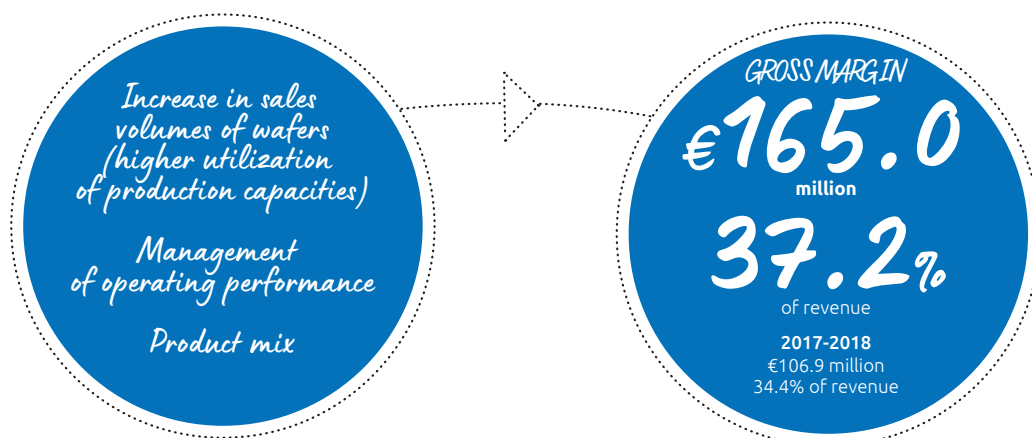 Increase in sales
volumes of wafers
(higher utilization
of production capacities)
Management
of operating performance
Product mix
GROSS MARGIN
€165.0
million
37.2%
of revenue
2017-2018
€106.9 million
34.4% of revenue